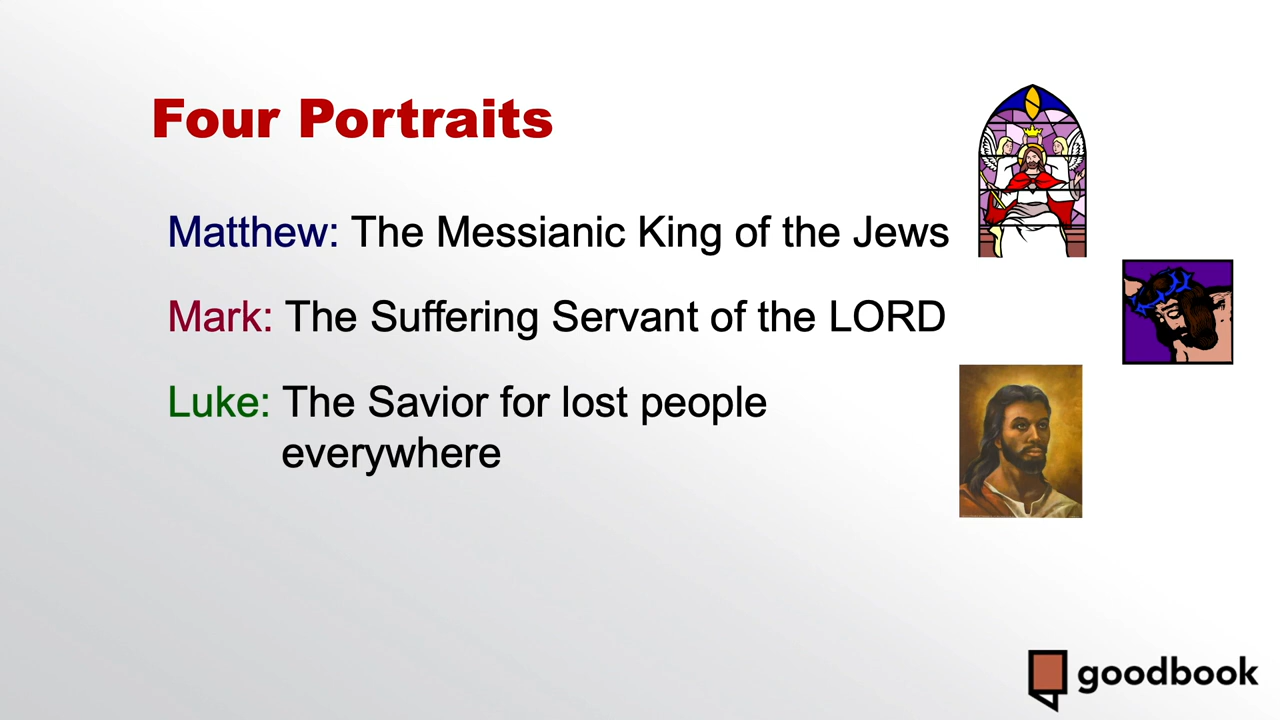 Four Portraits
Matthew: The Messianic King of the Jews
Mark: The Suffering Servant of the LORD
Luke: The Savior for lost people
everywhere
goodbook